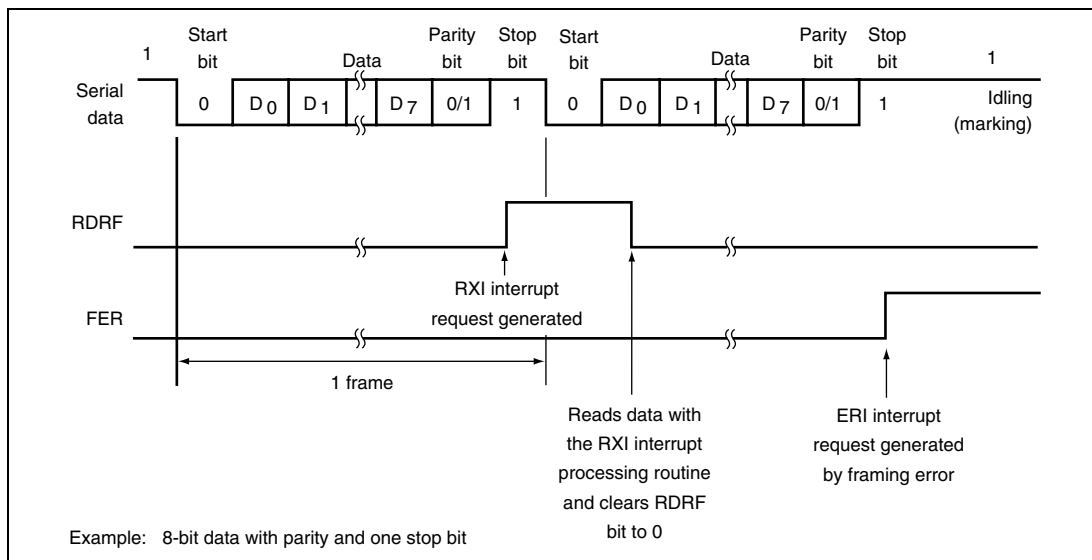 Start bit Parity bit Stop bit Start bit Parity bit Stop bit
1 Data Data 1
Serial data 0 D0 D1 D7 0/1 1 0 D0 D1 D7 0/1 1 Idling (marking)
RDRF
RXI interrupt
request generated
FER
1 frame
Reads data with
the RXI interrupt
processing routine
and clears RDRF
bit to 0
ERI interrupt
request generated
by framing error
Example: 8-bit data with parity and one stop bit